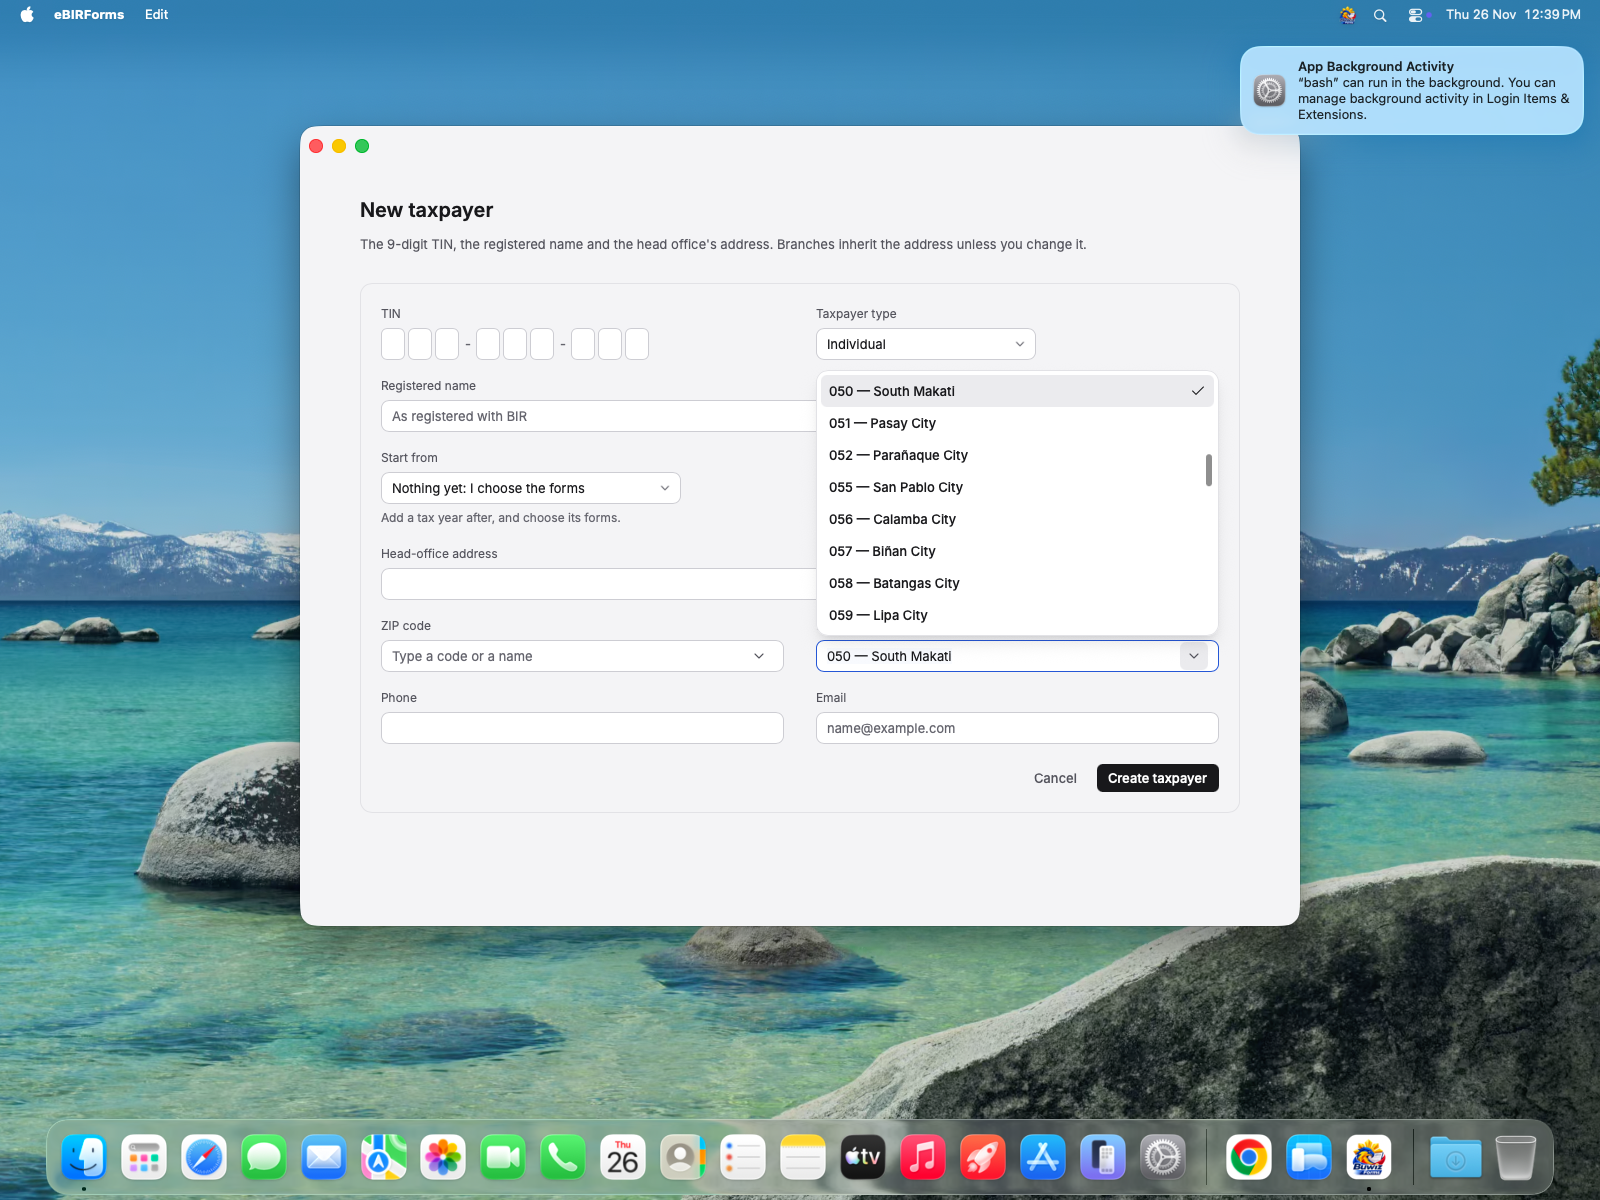 eBIRForms Edit
Thu 26 Nov 12:39 PM
App Background Activity
“bash” can run in the background. You can
manage background activity in Login Items &
Extensions.
New taxpayer
The 9-digit TIN, the registered name and the head office's address. Branches inherit the address unless you change it.
TIN
Taxpayer type
- -
Individual
Registered name
As registered with BIR
Start from
Nothing yet: I choose the forms
Add a tax year after, and choose its forms.
Head-office address
050 — South Makati
051 — Pasay City
052 — Parañaque City
055 — San Pablo City
056 — Calamba City
057 — Biñan City
058 — Batangas City
059 — Lipa City
ZIP code
Type a code or a name
050 — South Makati
Phone
Email
name@example.com
Cancel
Create taxpayer
Thu
26
tv
BUWIZ
Forms